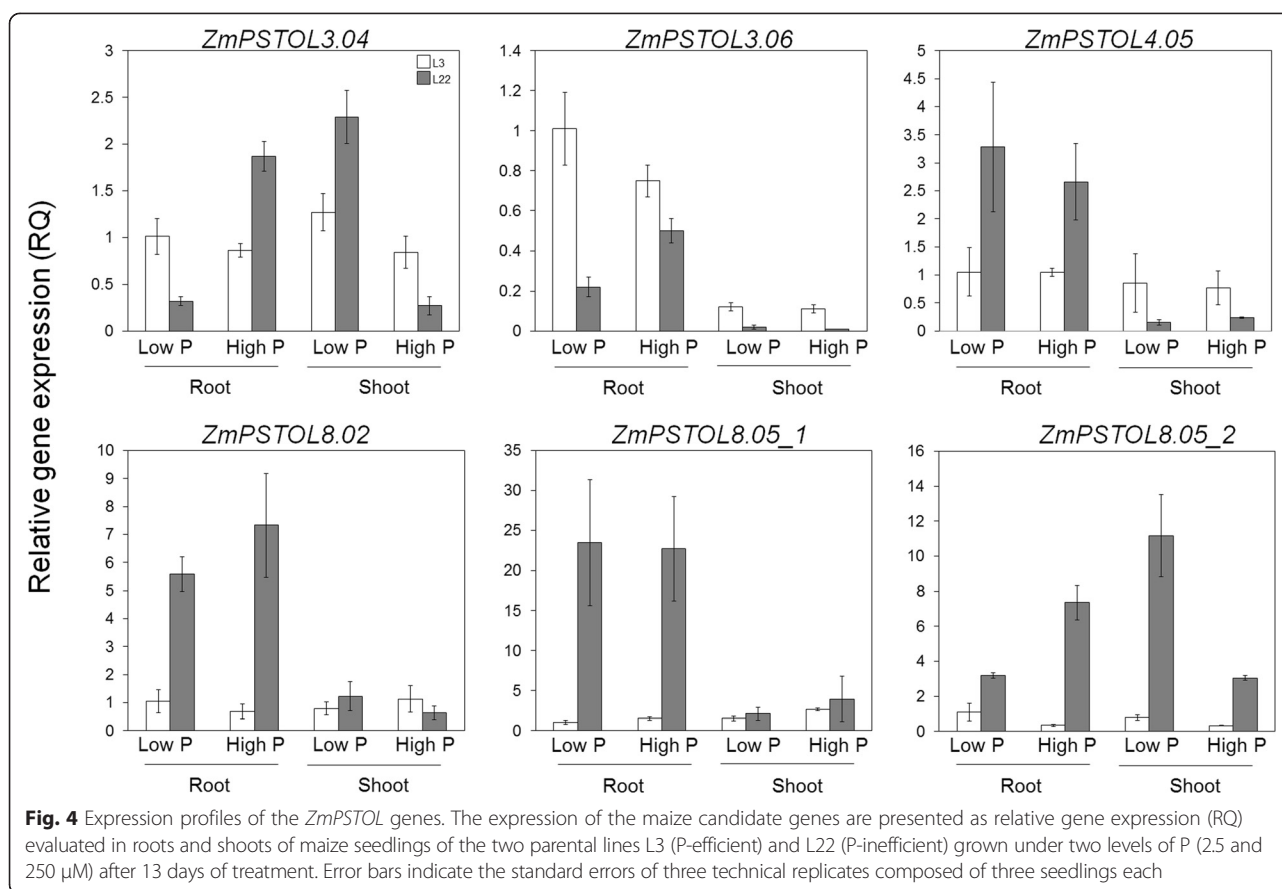 ZmPSTOL3.04
ZmPSTOL3.06
ZmPSTOL4.05
Relative gene expression (RQ)
3
2.5
2
1.5
1
0.5
0
L3
L22
Low P High P Low P High P
Root Shoot
1.4
1.2
1
0.8
0.6
0.4
0.2
0
Low P High P Low P High P
Root Shoot
5
4.5
4
3.5
3
2.5
2
1.5
1
0.5
0
Low P High P Low P High P
Root Shoot
ZmPSTOL8.02
ZmPSTOL8.05_1
ZmPSTOL8.05_2
10
9
8
7
6
5
4
3
2
1
0
Low P High P Low P High P
Root Shoot
35
30
25
20
15
10
5
0
Low P High P Low P High P
Root Shoot
16
14
12
10
8
6
4
2
0
Low P High P Low P High P
Root Shoot
Fig. 4 Expression profiles of the ZmPSTOL genes. The expression of the maize candidate genes are presented as relative gene expression (RQ)
evaluated in roots and shoots of maize seedlings of the two parental lines L3 (P-efficient) and L22 (P-inefficient) grown under two levels of P (2.5 and
250 μM) after 13 days of treatment. Error bars indicate the standard errors of three technical replicates composed of three seedlings each